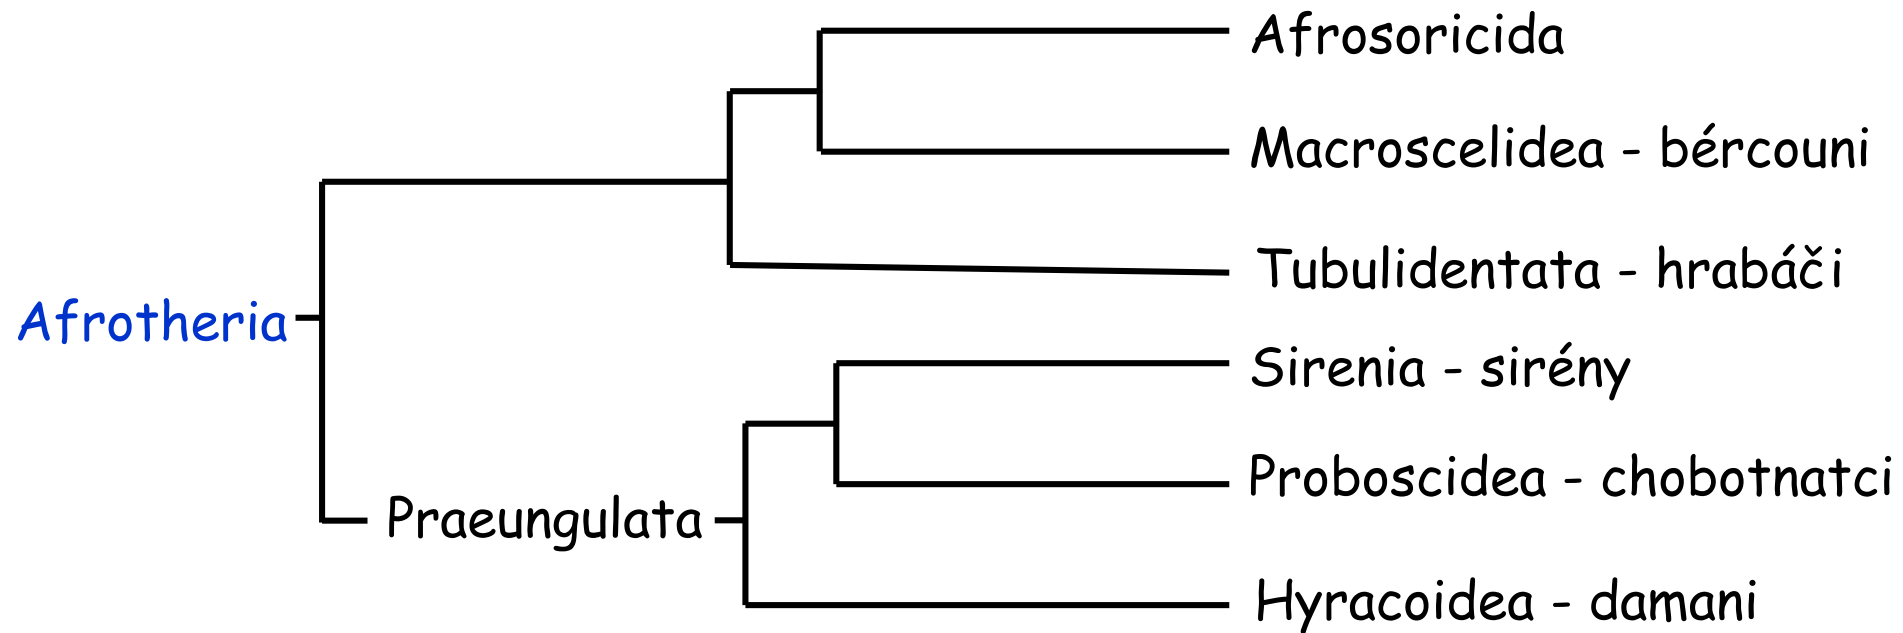 Afrosoricida
Macroscelidea - bércouni
Tubulidentata - hrabáči
Afrotheria
Sirenia - sirény
Proboscidea - chobotnatci
Praeungulata
Hyracoidea - damani